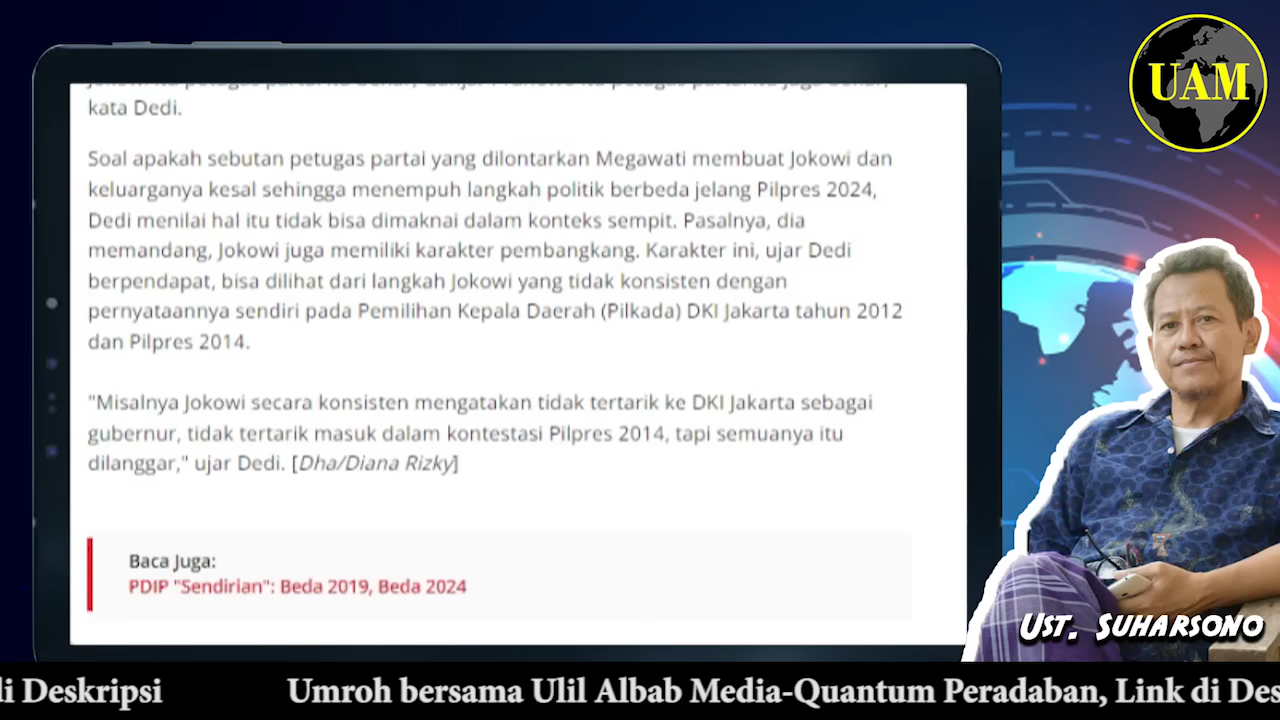 kata Dedi.
Soal apakah sebutan petugas partai yang dilontarkan Megawati membuat Jokowi dan
keluarganya kesal sehingga menempuh langkah politik berbeda jelang Pilpres 2024,
Dedi menilai hal itu tidak bisa dimaknai dalam konteks sempit. Pasalnya, dia
memandang, Jokowi juga memiliki karakter pembangkang. Karakter ini, ujar Dedi
berpendapat, bisa dilihat dari langkah Jokowi yang tidak konsisten dengan
pernyataannya sendiri pada Pemilihan Kepala Daerah (Pilkada) DKI Jakarta tahun 2012
dan Pilpres 2014.
"Misalnya Jokowi secara konsisten mengatakan tidak tertarik ke DKI Jakarta sebagai
gubernur, tidak tertarik masuk dalam kontestasi Pilpres 2014, tapi semuanya itu
dilanggar," ujar Dedi. [Dha/Diana Rizky]
Baca Juga:
PDIP "Sendirian": Beda 2019, Beda 2024
UAM
UST. SUHARSONO
di Deskripsi Umroh bersama Ulil Albab Media-Quantum Peradaban, Link di Des